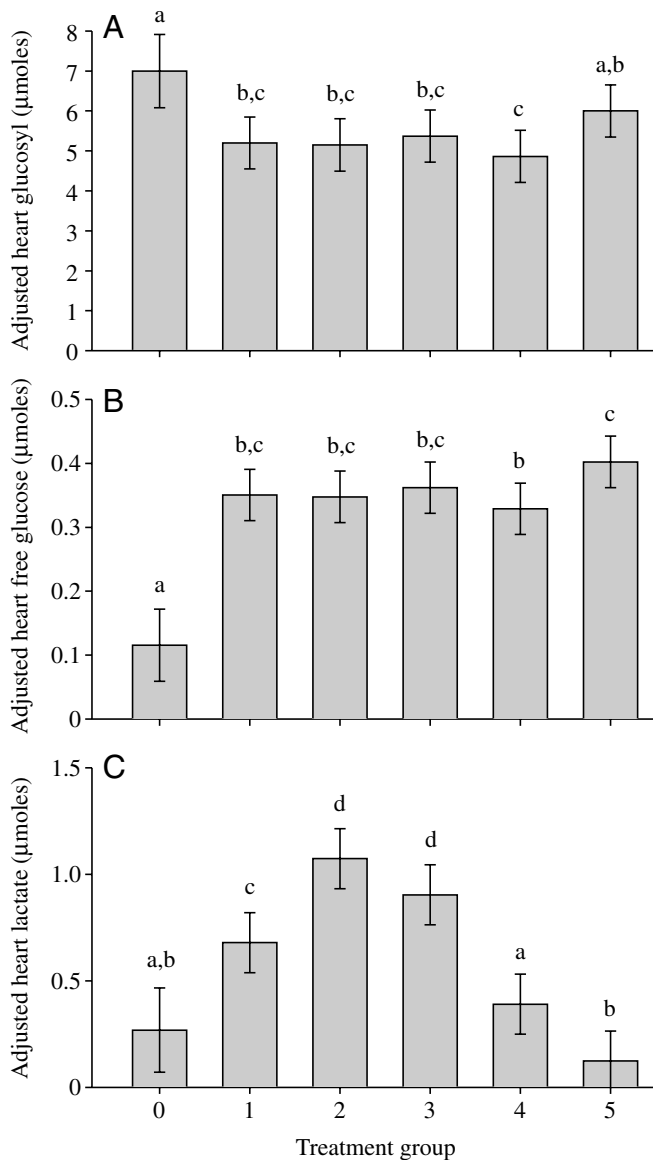 A
Adjusted heart glucosyl (μmoles)
8
7
6
5
4
3
2
1
0
a
b,c
b,c
b,c
c
a,b
B
Adjusted heart free glucose (μmoles)
0.5
0.4
0.3
0.2
0.1
0
a
b,c
b,c
b,c
b
c
C
Adjusted heart lactate (μmoles)
1.5
1.0
0.5
0
a,b
c
d
d
a
b
0 1 2 3 4 5
Treatment group